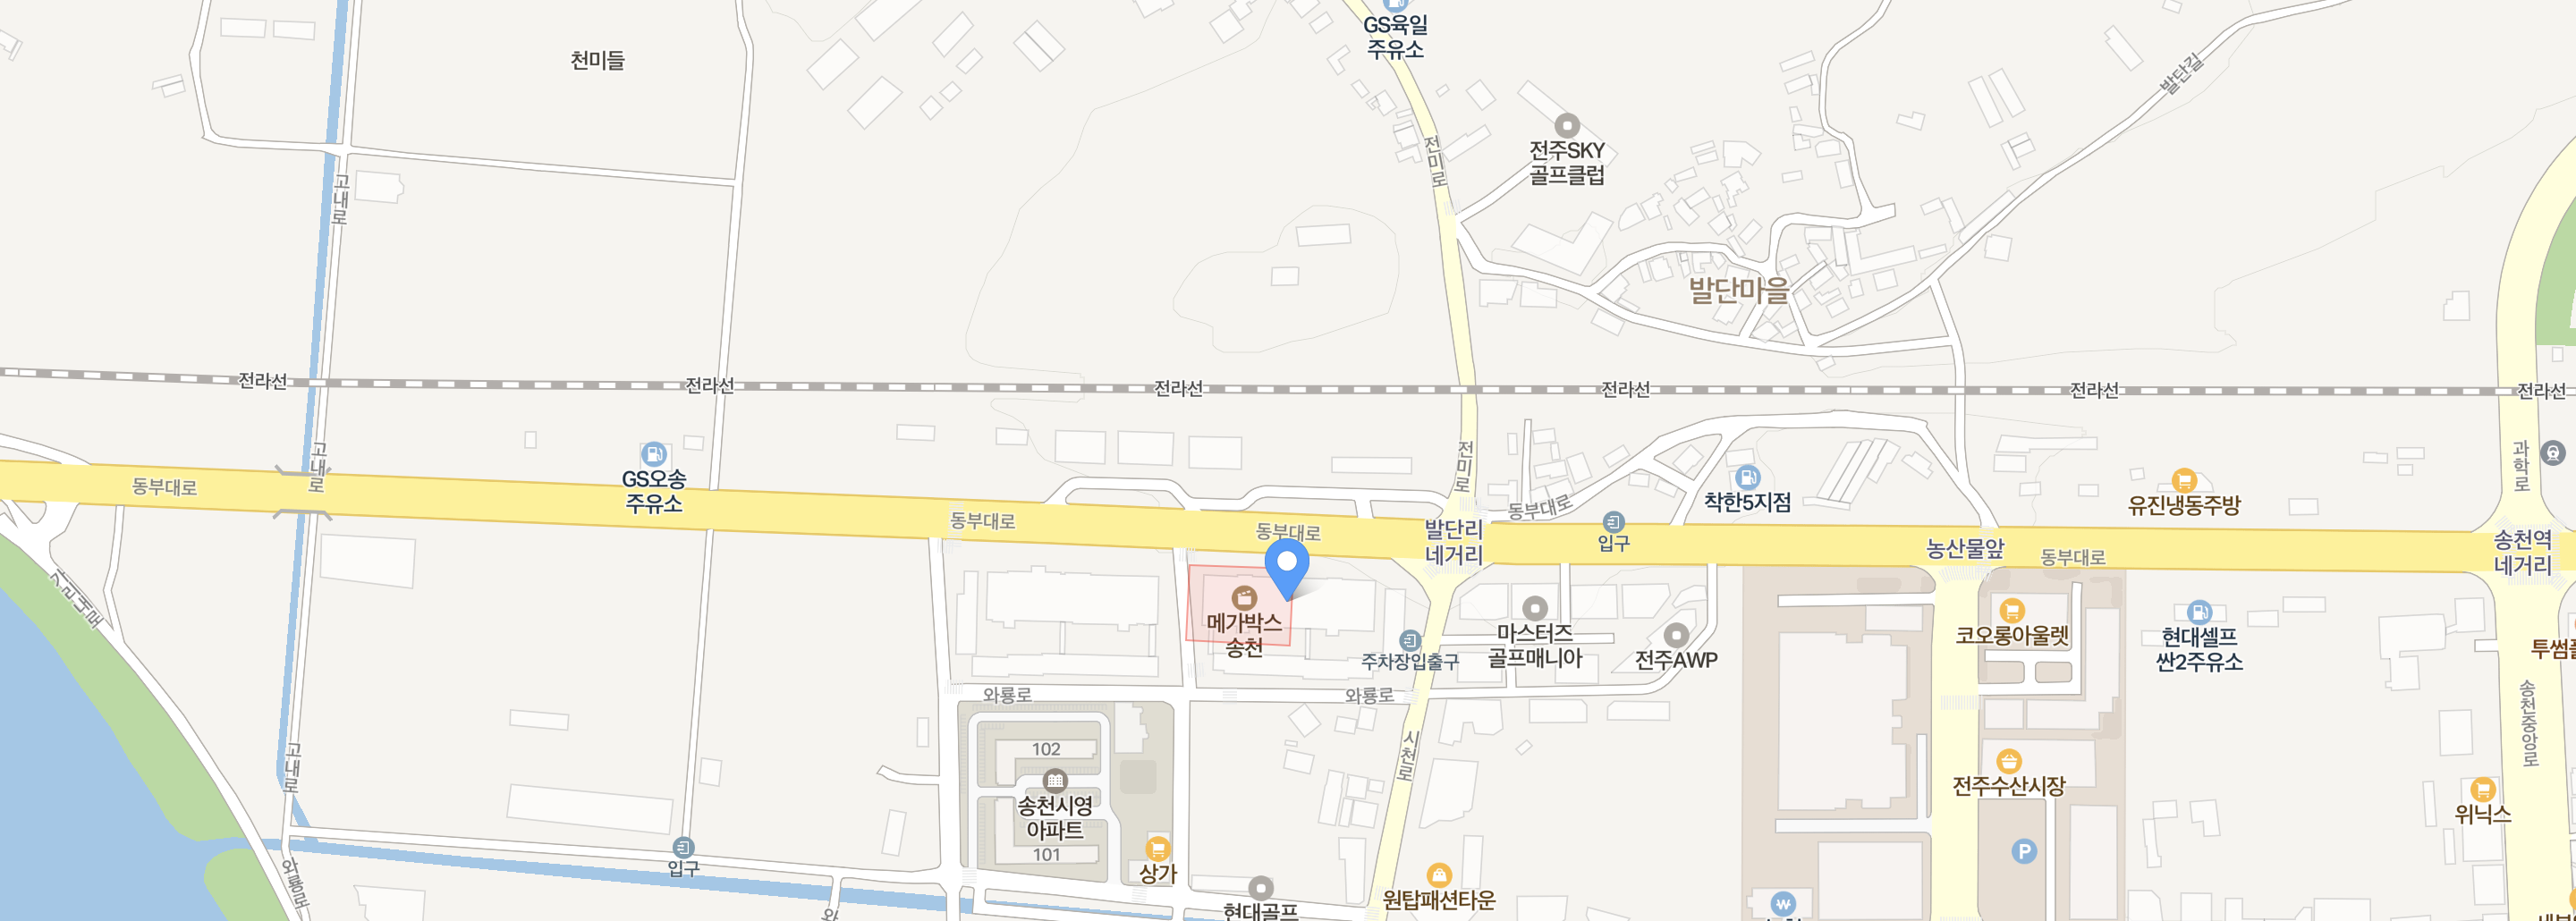 GS육일
주유소
천미들
발단길
전미로
전주SKY
골프클럽
고내로
발단마을
전라선
전라선
전라선
전라선
전라선
전라선
고내로
GS오송
주유소
전미로
과학로
동부대로
동부대로
동부대로
동부대로
착한5지점
유진냉동주방
발단리
네거리
입구
농산물앞
동부대로
송천역
네거리
메가박스
송천
주차장입출구
마스터즈
골프매니아
전주AWP
코오롱아울렛
현대셀프
싼2주유소
투썸플
와룡로
와룡로
송천중앙로
102
고내로
시천로
송천시영
아파트
101
전주수산시장
위닉스
입구
상가
와룡로
P
원탑패션타운
현대골프
₩
와